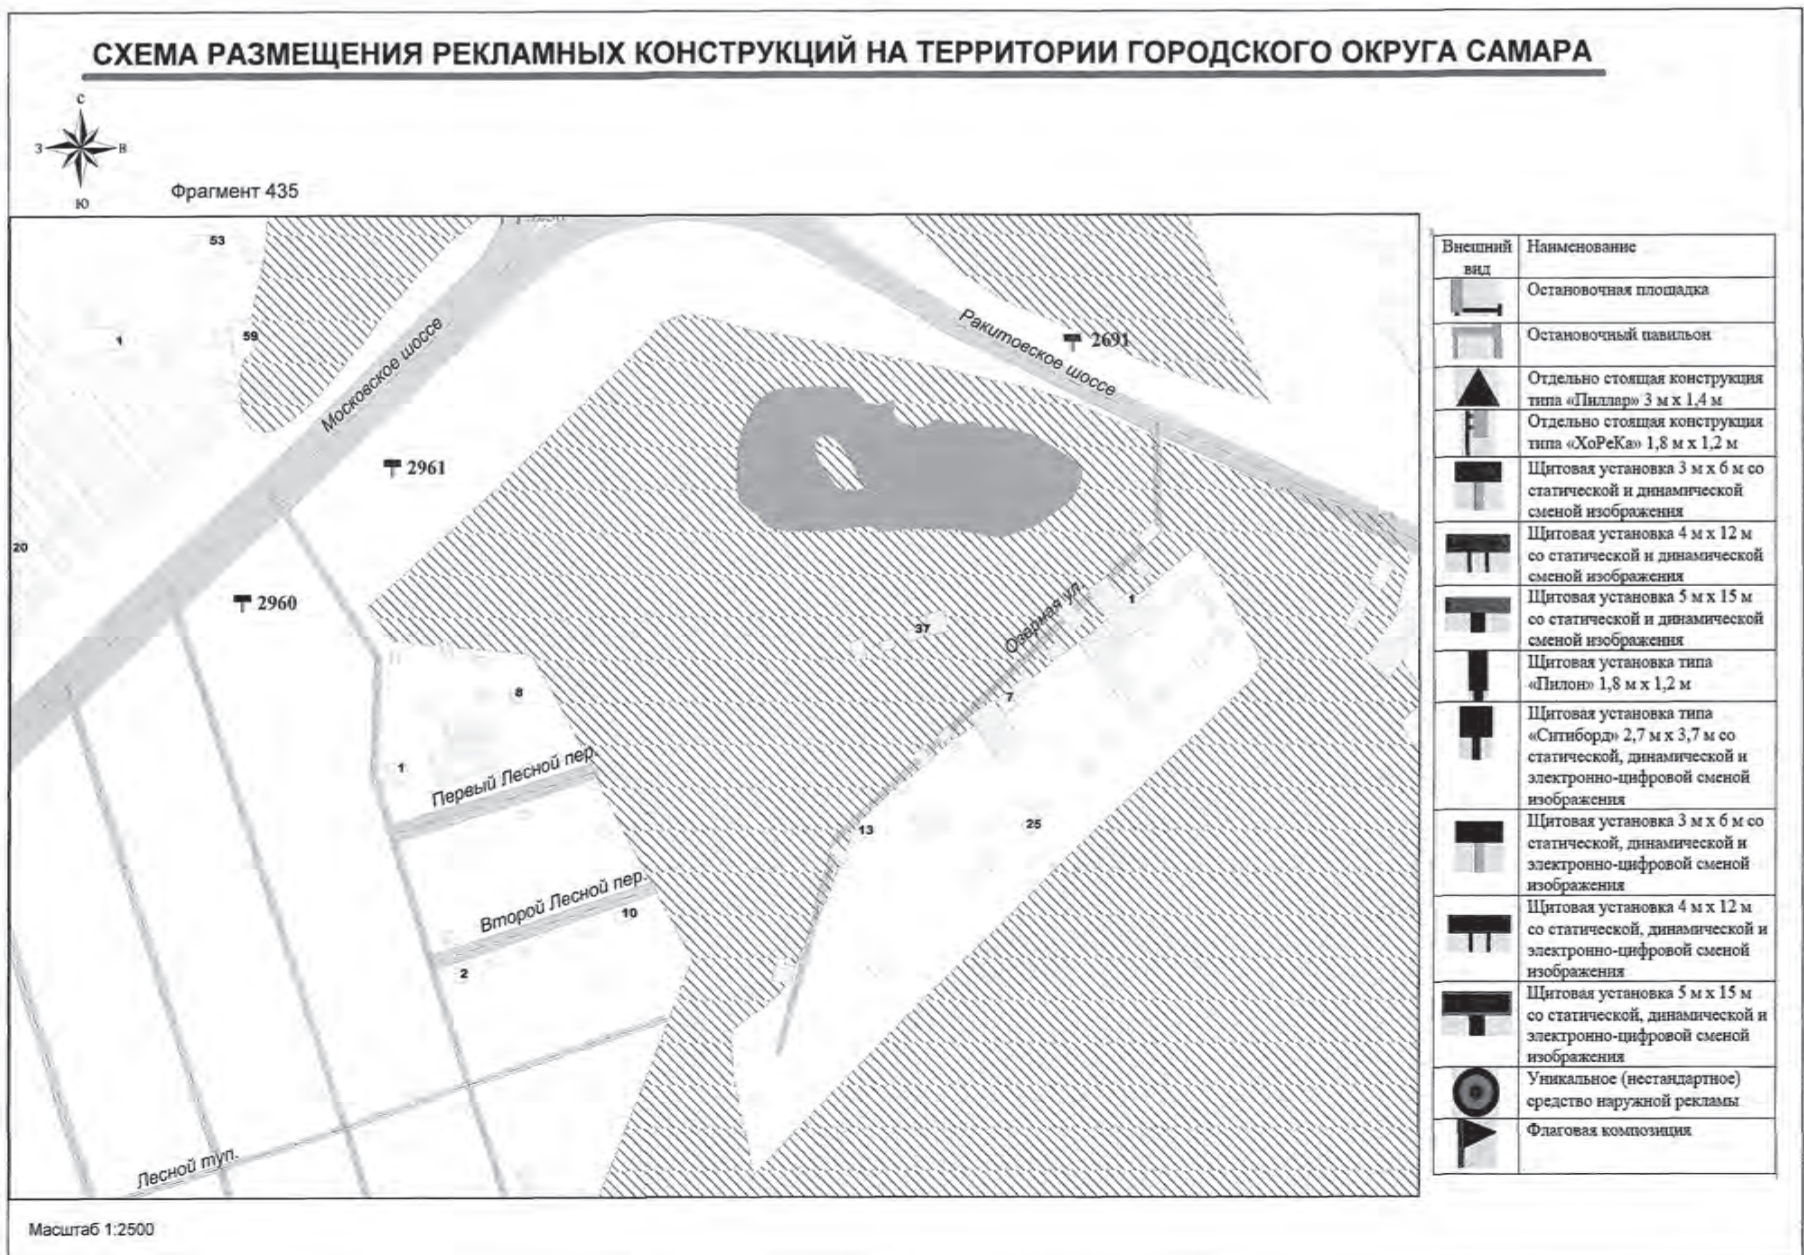 СХЕМА РАЗМЕЩЕНИЯ РЕКЛАМНЫХ КОНСТРУКЦИЙ НА ТЕРРИТОРИИ ГОРОДСКОГО ОКРУГА САМАРА
С
З В
Ю
Фрагмент 435
53
1
59
Московское шоссе
Ракитовское шоссе
2691
2961
20
2960
1
Озерная ул.
37
8
7
1
Первый Лесной пер.
13
25
Второй Лесной пер.
10
2
Лесной туп.
Масштаб 1:2500
Внешний вид
Наименование
Остановочная площадка
Остановочный павильон
Отдельно стоящая конструкция
типа «Пиллар» 3 м х 1,4 м
Отдельно стоящая конструкция
типа «ХоРеКа» 1,8 м х 1,2 м
Щитовая установка 3 м х 6 м со
статической и динамической
сменой изображения
Щитовая установка 4 м х 12 м
со статической и динамической
сменой изображения
Щитовая установка 5 м х 15 м
со статической и динамической
сменой изображения
Щитовая установка типа
«Пилон» 1,8 м х 1,2 м
Щитовая установка типа
«Ситиборд» 2,7 м х 3,7 м со
статической, динамической и
электронно-цифровой сменой
изображения
Щитовая установка 3 м х 6 м со
статической, динамической и
электронно-цифровой сменой
изображения
Щитовая установка 4 м х 12 м
со статической, динамической и
электронно-цифровой сменой
изображения
Щитовая установка 5 м х 15 м
со статической, динамической и
электронно-цифровой сменой
изображения
Уникальное (нестандартное)
средство наружной рекламы
Флаговая композиция